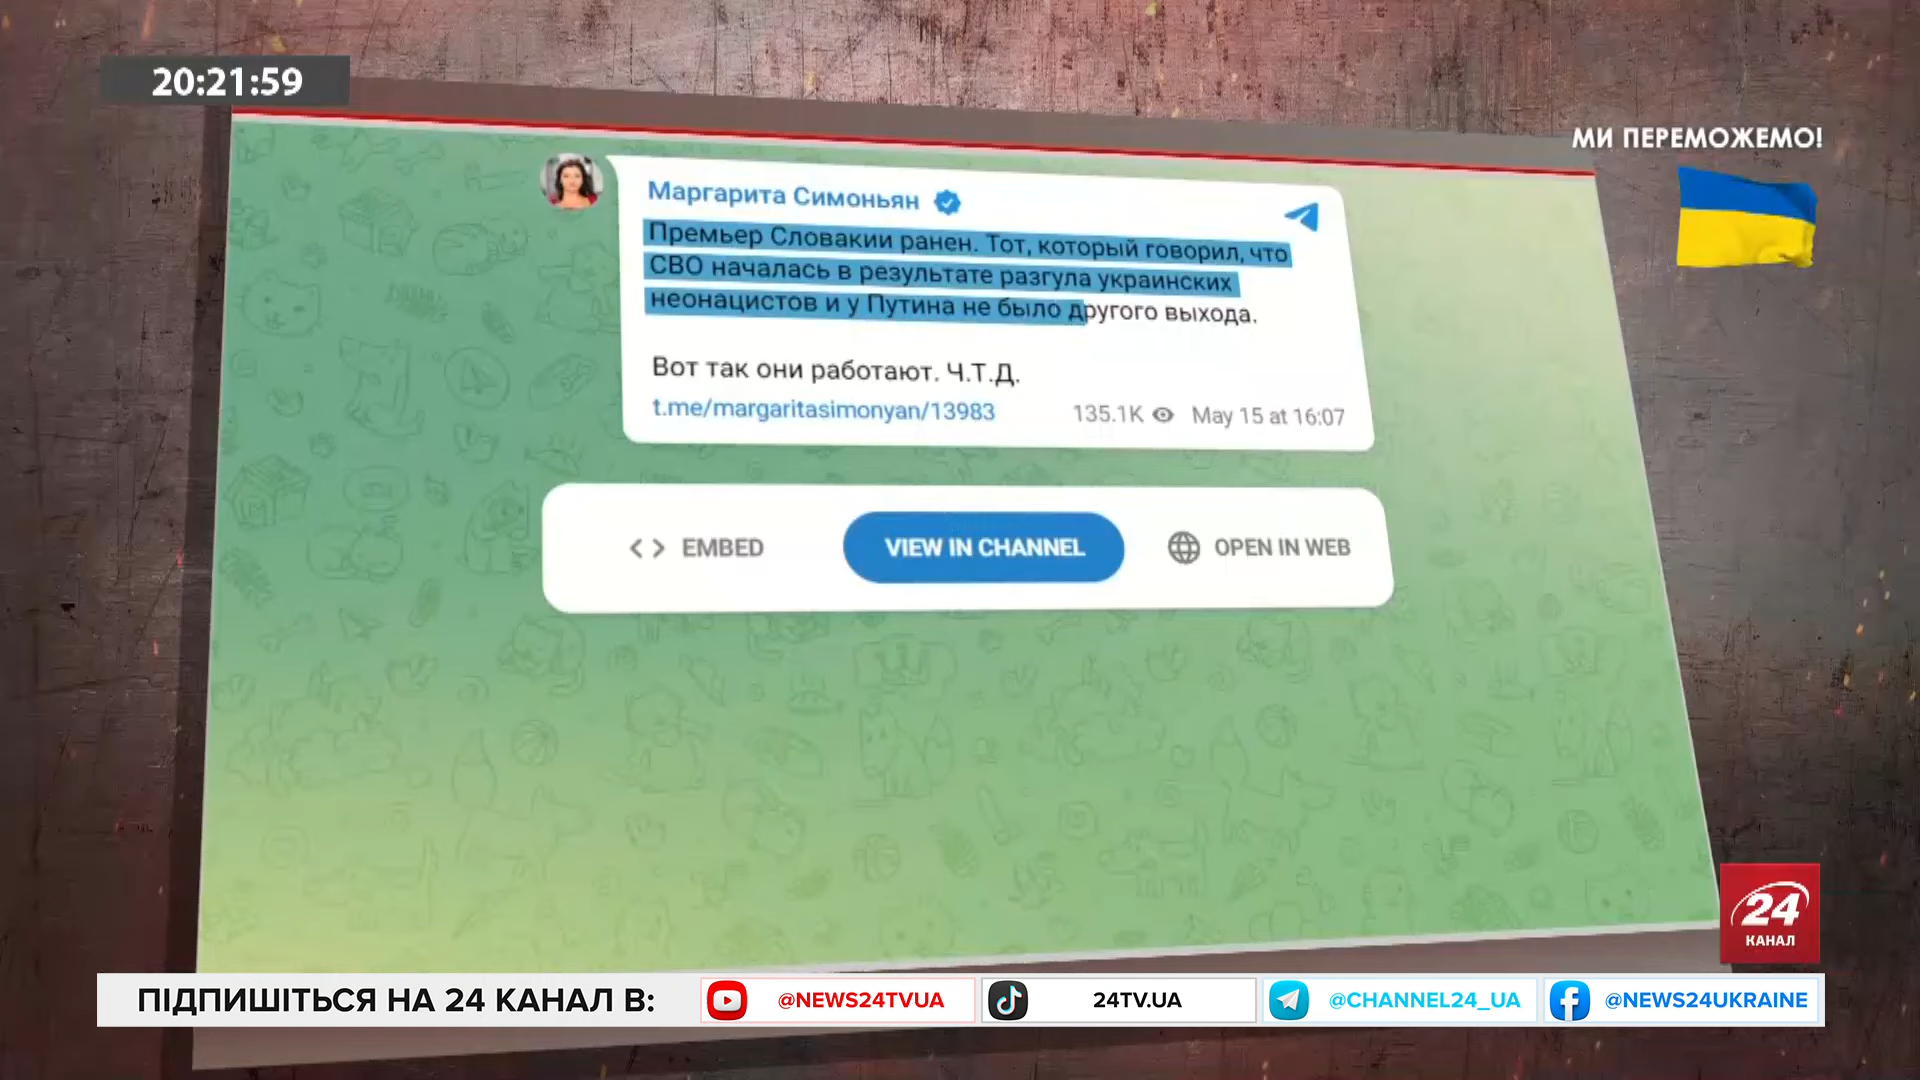 20:21:59
МИ ПЕРЕМОЖЕМО!
Маргарита Симоньян
Премьер Словакии ранен. Тот, который говорил, что
СВО началась в результате разгула украинских
неонацистов и у Путина не было другого выхода.
Вот так они работают. Ч.Т.Д.
t.me/margaritasimonyan/13983 135.1K May 15 at 16:07
EMBED VIEW IN CHANNEL OPEN IN WEB
24
КАНАЛ
ПІДПИШІТЬСЯ НА 24 КАНАЛ В: @NEWS24TVUA 24TV.UA @CHANNEL24_UA @NEWS24UKRAINE